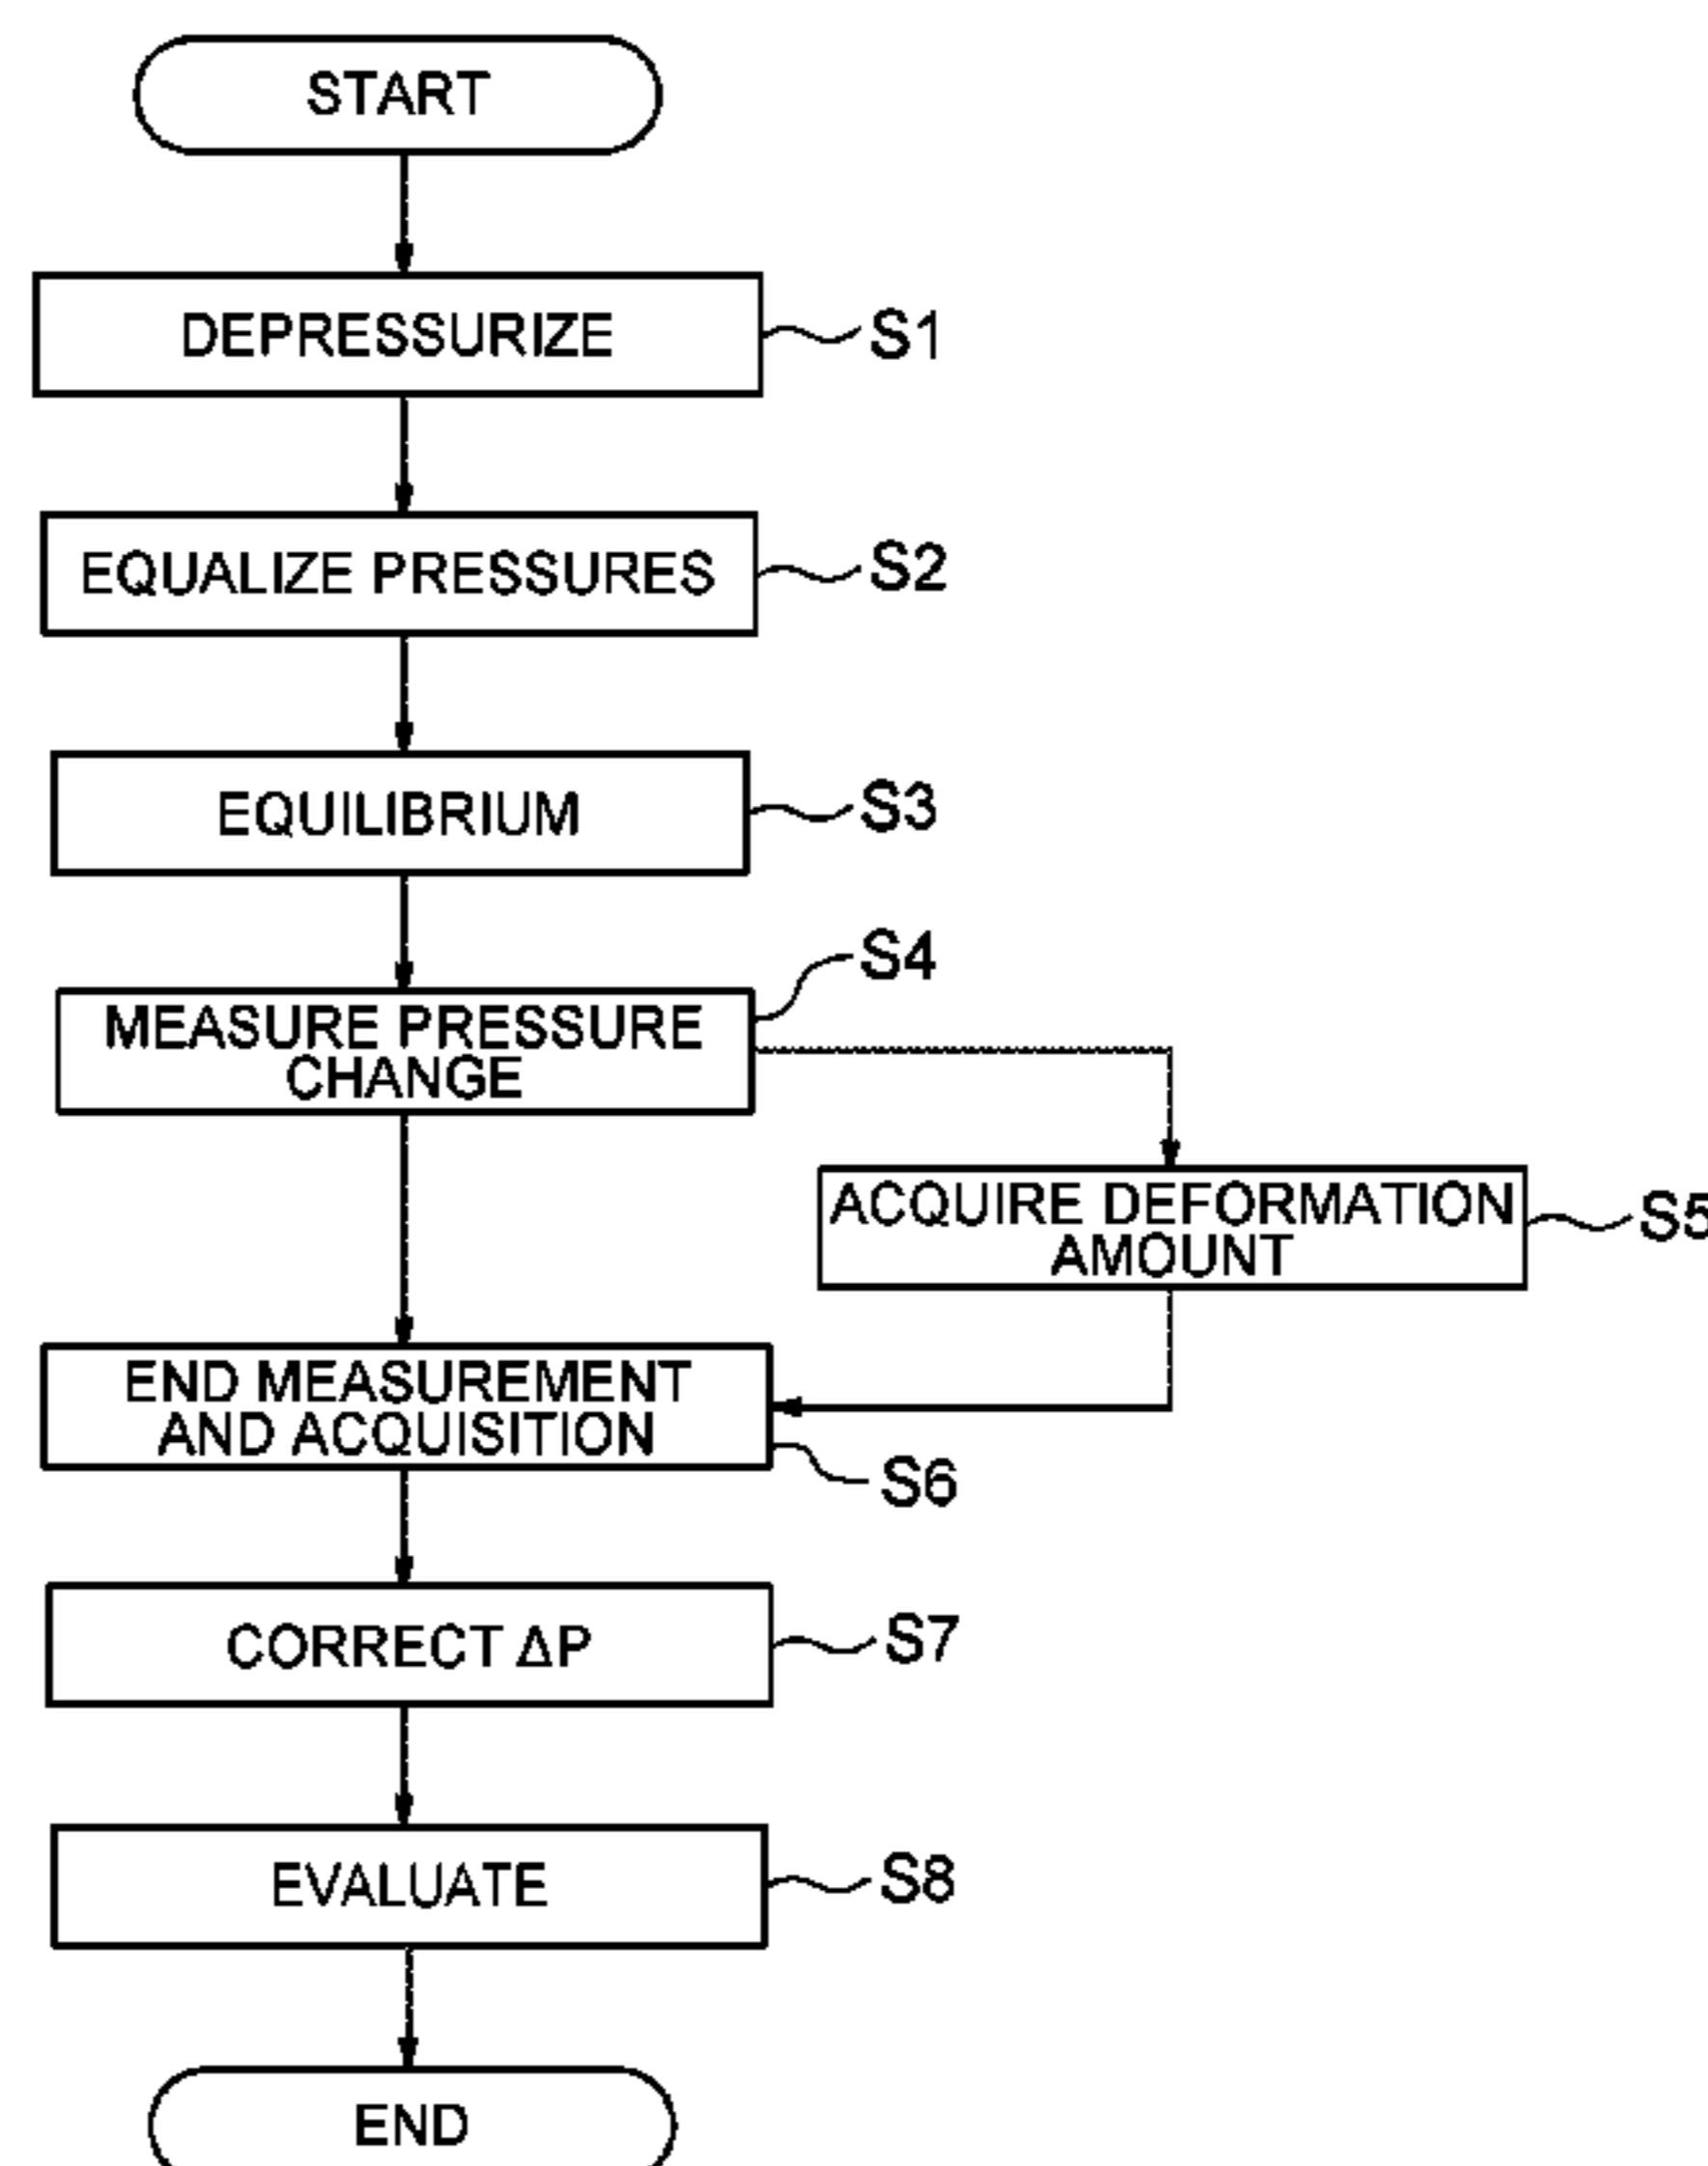 START
DEPRESSURIZE
S1
EQUALIZE PRESSURES
S2
EQUILIBRIUM
S3
S4
MEASURE PRESSURE
CHANGE
ACQUIRE DEFORMATION
AMOUNT
S5
END MEASUREMENT
AND ACQUISITION
S6
CORRECT ΔP
S7
EVALUATE
S8
END